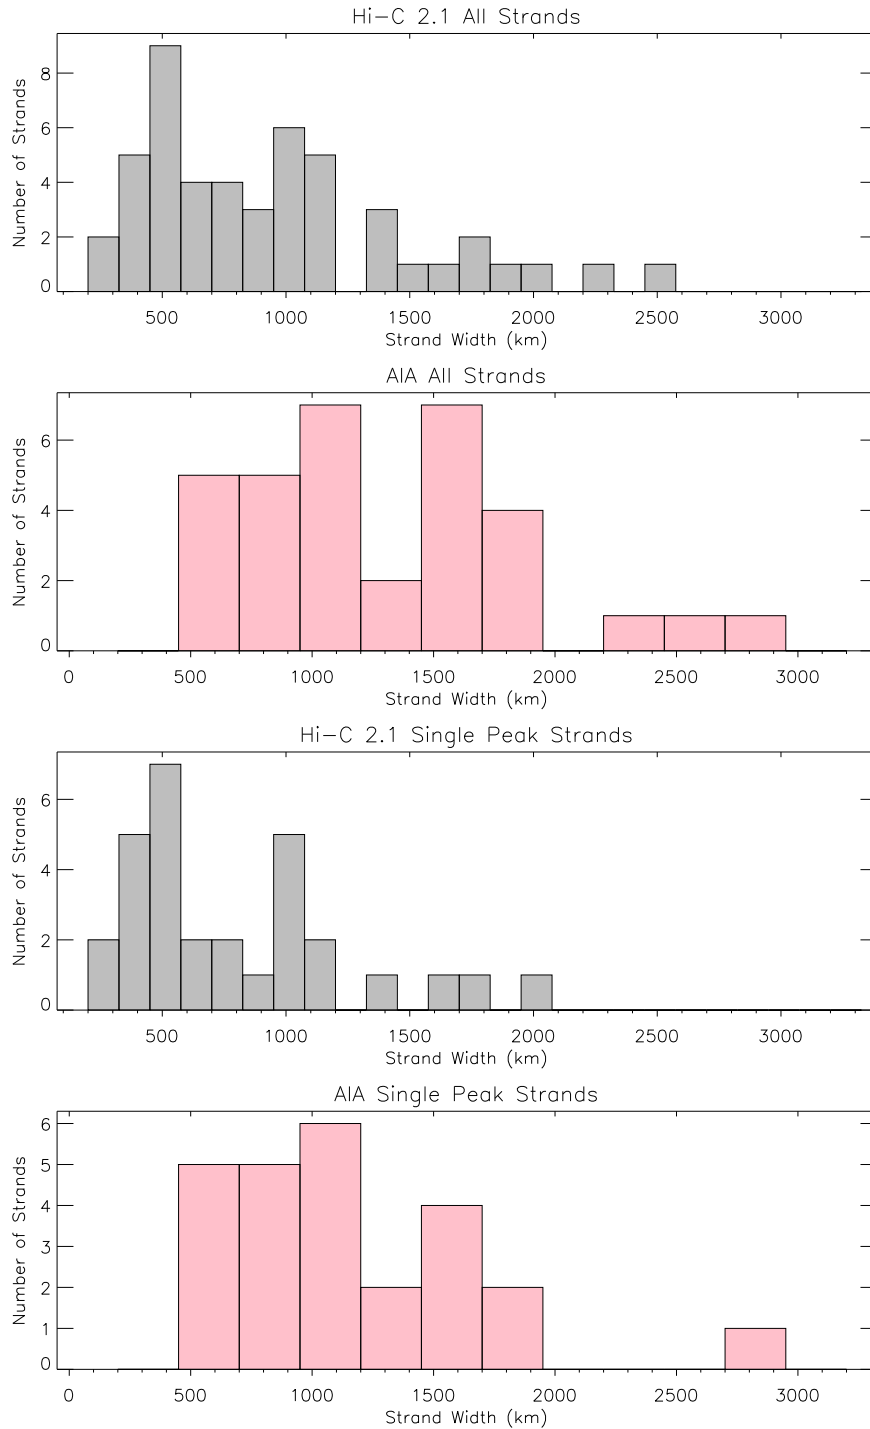 Hi-C 2.1 All Strands
Number of Strands
8
6
4
2
0
500 1000 1500 2000 2500 3000
Strand Width (km)
AIA All Strands
Number of Strands
6
4
2
0
0 500 1000 1500 2000 2500 3000
Strand Width (km)
Hi-C 2.1 Single Peak Strands
Number of Strands
6
4
2
0
500 1000 1500 2000 2500 3000
Strand Width (km)
AIA Single Peak Strands
Number of Strands
6
5
4
3
2
1
0
0 500 1000 1500 2000 2500 3000
Strand Width (km)